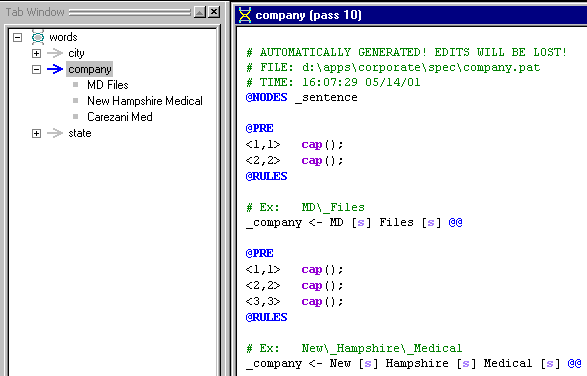 Tab Window
words
city
company
MD Files
New Hampshire Medical
Carezani Med
state
company (pass 10)
# AUTOMATICALLY GENERATED! EDITS WILL BE LOST!
# FILE: d:\apps\corporate\spec\company.pat
# TIME: 16:07:29 05/14/01
@NODES _sentence
@PRE
<1,1>   cap();
<2,2>   cap();
@RULES
# Ex:   MD\_Files
_company <- MD [s] Files [s] @@
@PRE
<1,1>   cap();
<2,2>   cap();
<3,3>   cap();
@RULES
# Ex:   New\_Hampshire\_Medical
_company <- New [s] Hampshire [s] Medical [s] @@